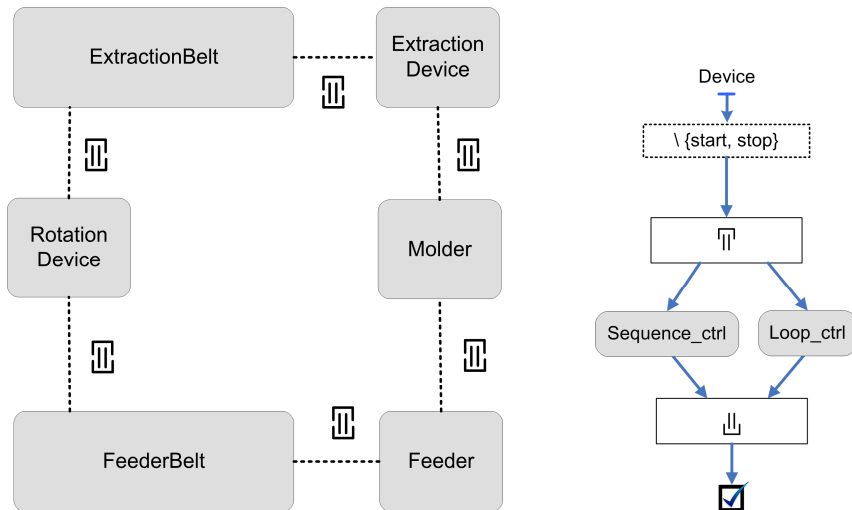 ExtractionBelt
Extraction
Device
Rotation
Device
Molder
FeederBelt
Feeder
Device
\ {start, stop}
Sequence_ctrl
Loop_ctrl